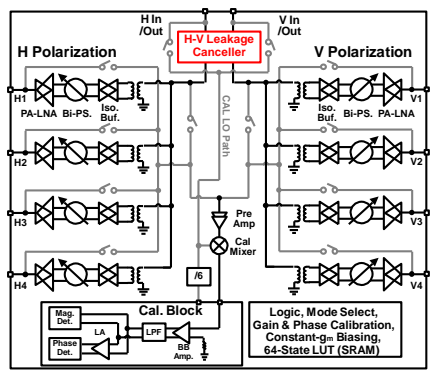 H In
/Out
V In
/Out
H-V Leakage
Canceller
H Polarization
V Polarization
H1
PA-LNA
Bi-PS.
Iso.
Buf.
CAL LO
Path
Iso.
Buf.
Bi-PS.
PA-LNA
V1
H2
V2
H3
V3
H4
V4
Pre
Amp
Cal
Mixer
/6
Cal. Block
Mag.
Det.
LA
Phase
Det.
LPF
BB
Amp.
Logic, Mode Select,
Gain & Phase Calibration,
Constant-gm Biasing,
64-State LUT (SRAM)